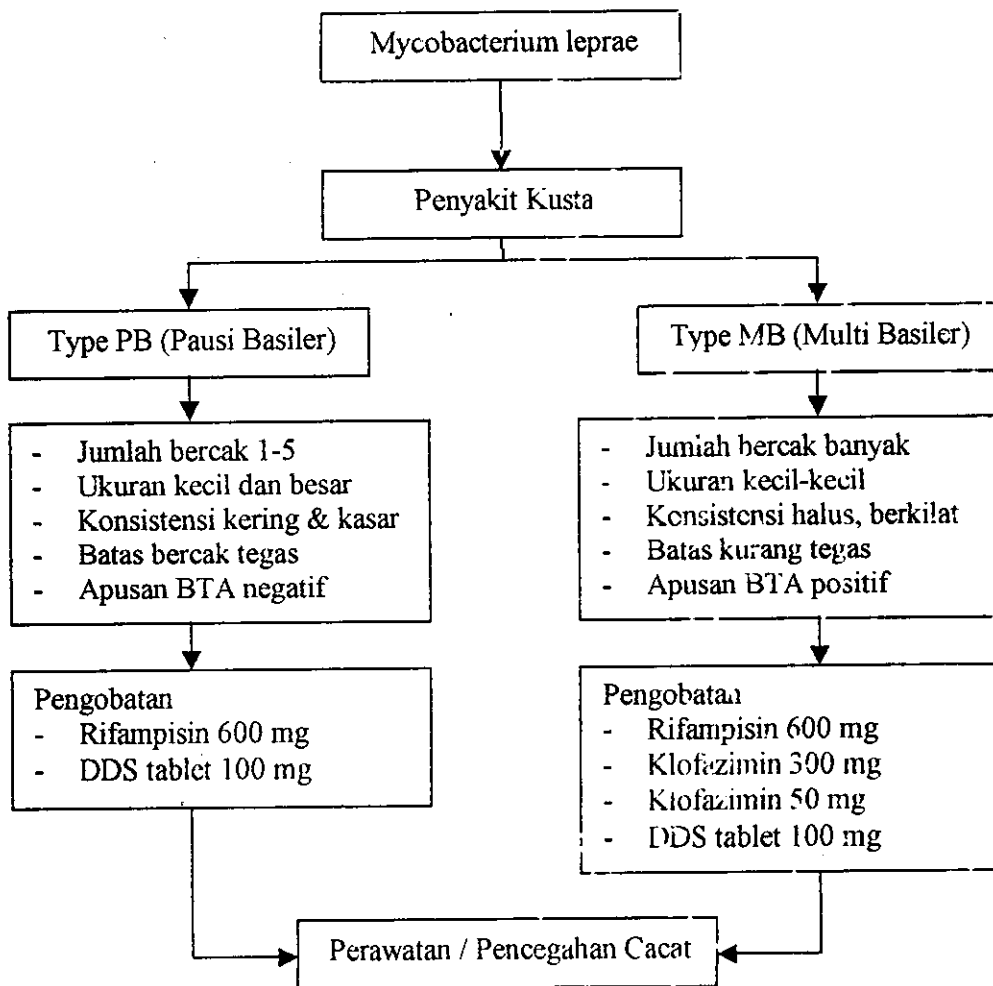 Mycobacterium leprae
Penyakit Kusta
Type PB (Pausi Basiler)
Type MB (Multi Basiler)
- Jumlah bercak 1-5
- Ukuran kecil dan besar
- Konsistensi kering & kasar
- Batas bercak tegas
- Apusan BTA negatif
- Jumlah bercak banyak
- Ukuran kecil-kecil
- Konsistensi halus, berkilat
- Batas kurang tegas
- Apusan BTA positif
Pengobatan
- Rifampisin 600 mg
- DDS tablet 100 mg
Pengobatan
- Rifampisin 600 mg
- Klofazimin 300 mg
- Klofazimin 50 mg
- DDS tablet 100 mg
Perawatan / Pencegahan Cacat